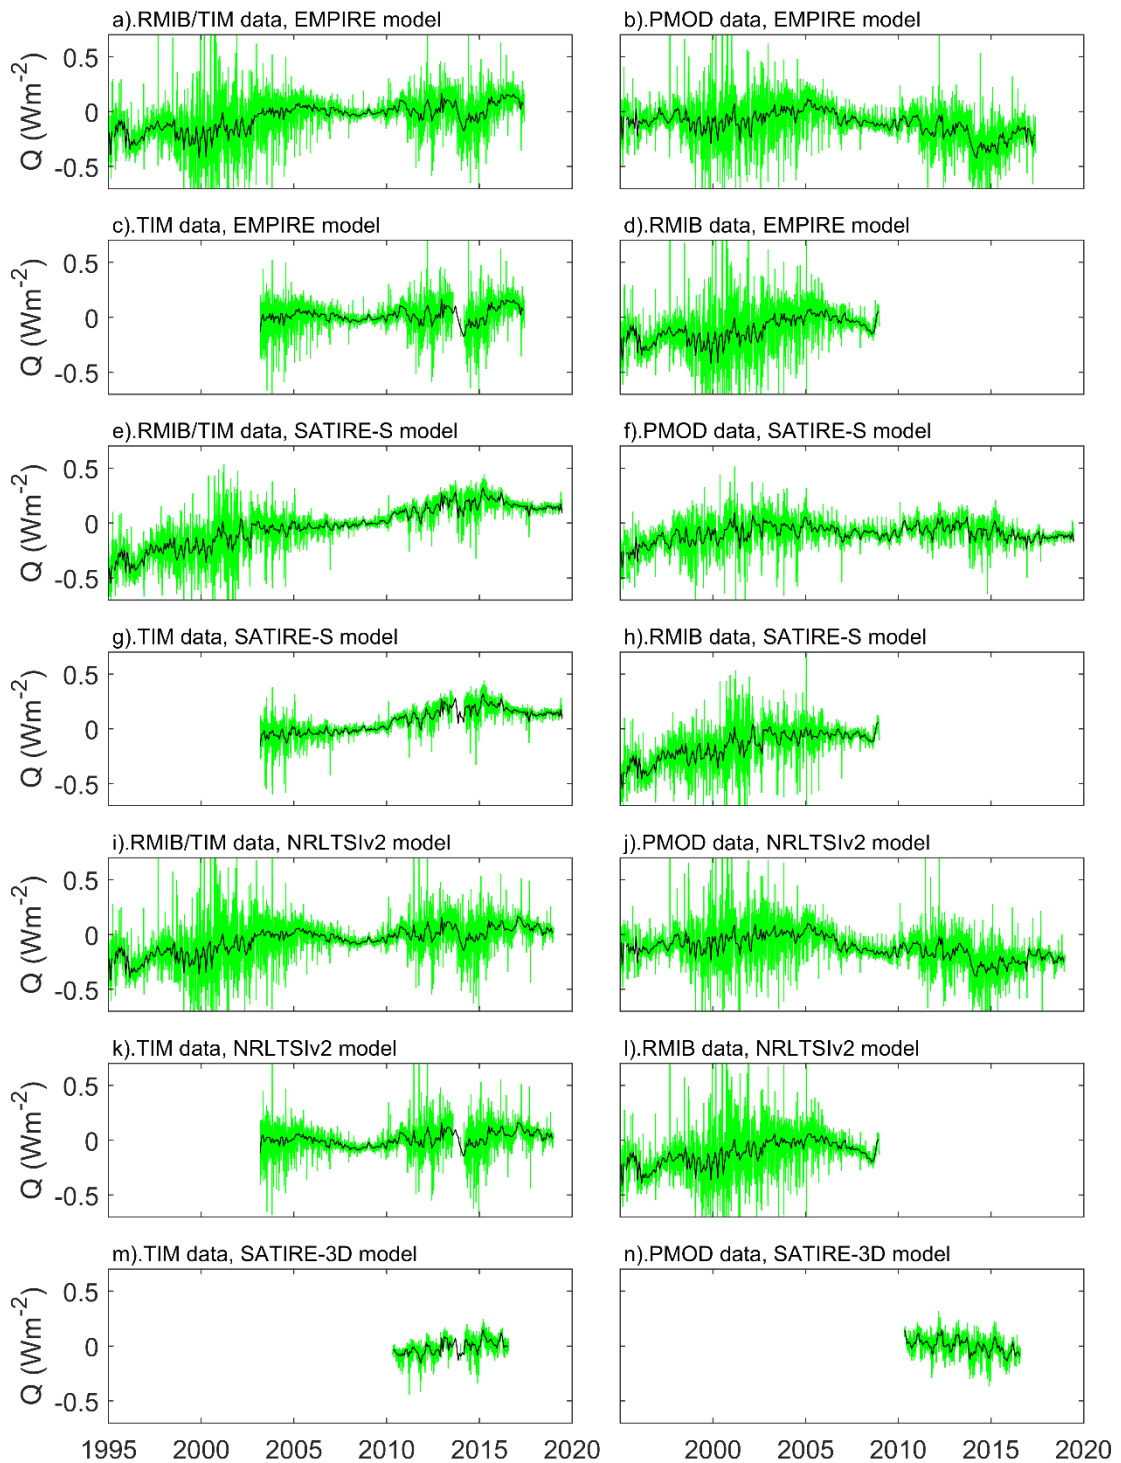 a).RMIB/TIM data, EMPIRE model
b).PMOD data, EMPIRE model
Q (Wm-2)
0.5
0
-0.5
c).TIM data, EMPIRE model
d).RMIB data, EMPIRE model
Q (Wm-2)
0.5
0
-0.5
e).RMIB/TIM data, SATIRE-S model
f).PMOD data, SATIRE-S model
Q (Wm-2)
0.5
0
-0.5
g).TIM data, SATIRE-S model
h).RMIB data, SATIRE-S model
Q (Wm-2)
0.5
0
-0.5
i).RMIB/TIM data, NRLTSIv2 model
j).PMOD data, NRLTSIv2 model
Q (Wm-2)
0.5
0
-0.5
k).TIM data, NRLTSIv2 model
l).RMIB data, NRLTSIv2 model
Q (Wm-2)
0.5
0
-0.5
m).TIM data, SATIRE-3D model
n).PMOD data, SATIRE-3D model
Q (Wm-2)
0.5
0
-0.5
1995 2000 2005 2010 2015 2020
2000 2005 2010 2015 2020